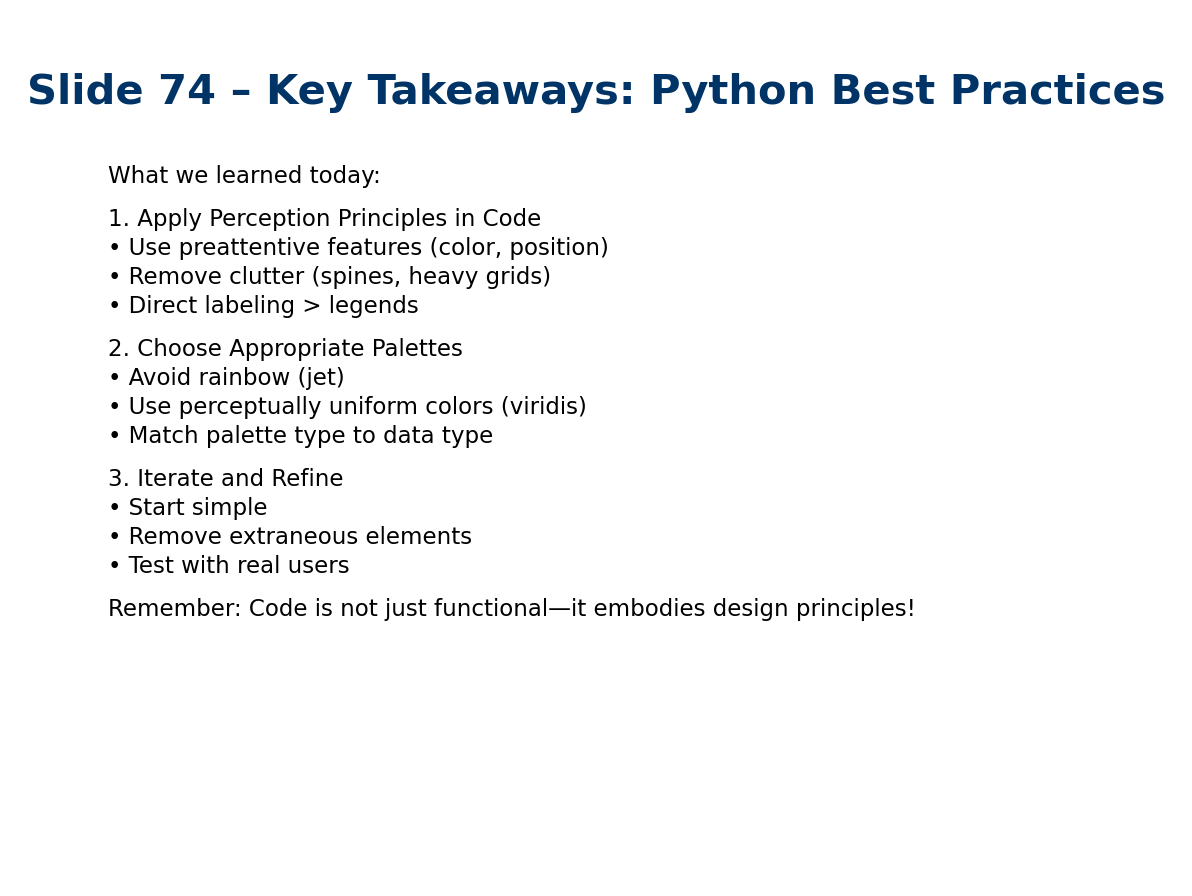 Slide 74 – Key Takeaways: Python Best Practices
What we learned today:
1. Apply Perception Principles in Code
• Use preattentive features (color, position)
• Remove clutter (spines, heavy grids)
• Direct labeling > legends
2. Choose Appropriate Palettes
• Avoid rainbow (jet)
• Use perceptually uniform colors (viridis)
• Match palette type to data type
3. Iterate and Refine
• Start simple
• Remove extraneous elements
• Test with real users
Remember: Code is not just functional—it embodies design principles!